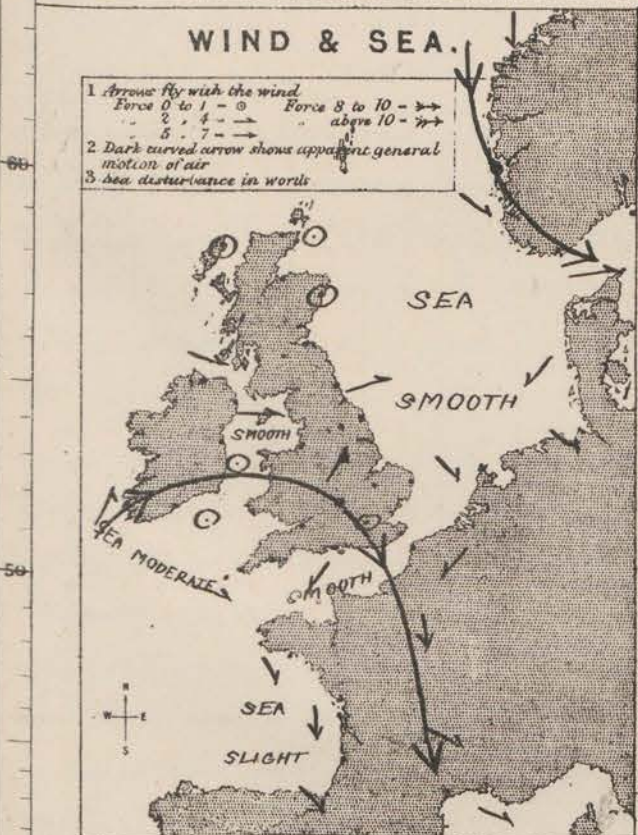 WIND & SEA.
1 Arrows fly with the wind
Force 0 to 1 - ⊙ Force 8 to 10 - ↠
" 2 , 4 - ⇀ " above 10 -
" 5 , 7 - →
2 Dark curved arrow shows apparent general
motion of air
3 Sea disturbance in words
60
SEA
SMOOTH
SMOOTH
50
SEA MODERATE
SMOOTH
N
W E
S
SEA
SLIGHT